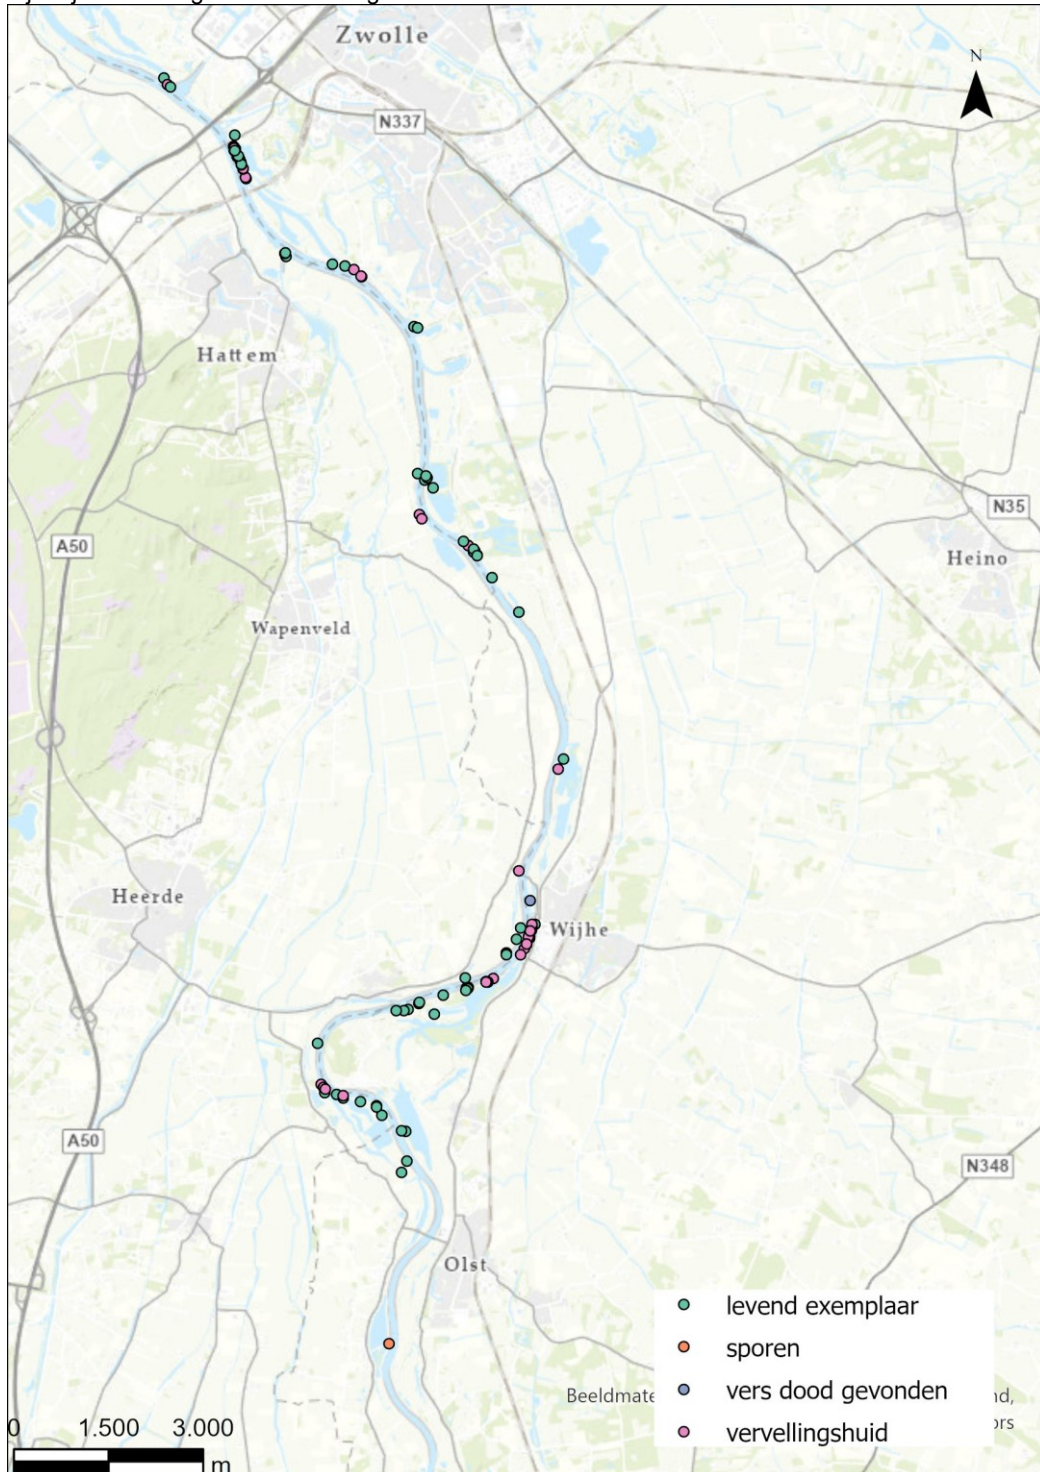 Zwolle
N
N337
Hattem
A50
N35
Heino
Wapenveld
Heerde
Wijhe
A50
N348
Olst
levend exemplaar
sporen
vers dood gevonden
vervellingshuid
0 1.500 3.000
m